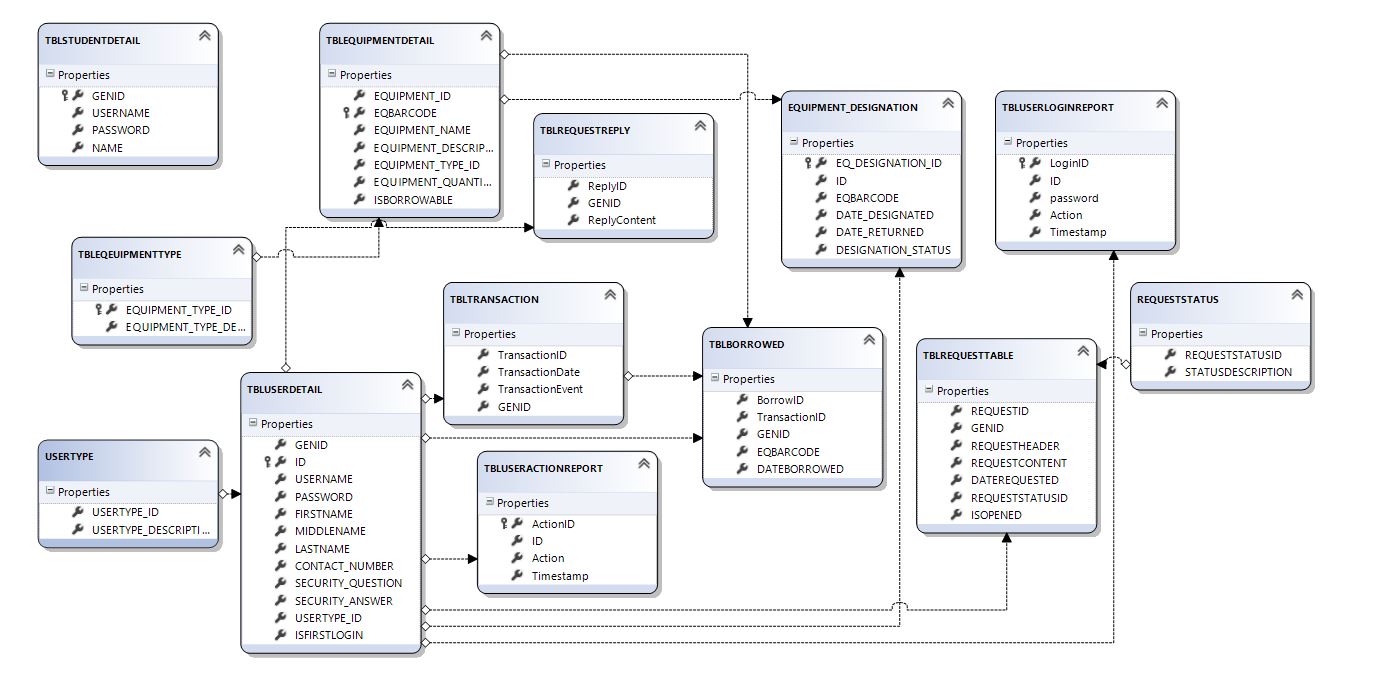 TBLSTUDENTDETAIL
Properties
GENID
USERNAME
PASSWORD
NAME
TBLEQUIPMENTDETAIL
Properties
EQUIPMENT_ID
EQBARCODE
EQUIPMENT_NAME
EQUIPMENT_DESCRIP...
EQUIPMENT_TYPE_ID
EQUIPMENT_QUANTI...
ISBORROWABLE
TBLREQUESTREPLY
Properties
ReplyID
GENID
ReplyContent
EQUIPMENT_DESIGNATION
Properties
EQ_DESIGNATION_ID
ID
EQBARCODE
DATE_DESIGNATED
DATE_RETURNED
DESIGNATION_STATUS
TBLUSERLOGINREPORT
Properties
LoginID
ID
password
Action
Timestamp
TBLEQEUIPMENTTYPE
Properties
EQUIPMENT_TYPE_ID
EQUIPMENT_TYPE_DE...
TBLTRANSACTION
Properties
TransactionID
TransactionDate
TransactionEvent
GENID
TBLBORROWED
Properties
BorrowID
TransactionID
GENID
EQBARCODE
DATEBORROWED
TBLREQUESTTABLE
Properties
REQUESTID
GENID
REQUESTHEADER
REQUESTCONTENT
DATEREQUESTED
REQUESTSTATUSID
ISOPENED
REQUESTSTATUS
Properties
REQUESTSTATUSID
STATUSDESCRIPTION
USERTYPE
Properties
USERTYPE_ID
USERTYPE_DESCRIPTI...
TBLUSERDETAIL
Properties
GENID
ID
USERNAME
PASSWORD
FIRSTNAME
MIDDLENAME
LASTNAME
CONTACT_NUMBER
SECURITY_QUESTION
SECURITY_ANSWER
USERTYPE_ID
ISFIRSTLOGIN
TBLUSERACTIONREPORT
Properties
ActionID
ID
Action
Timestamp